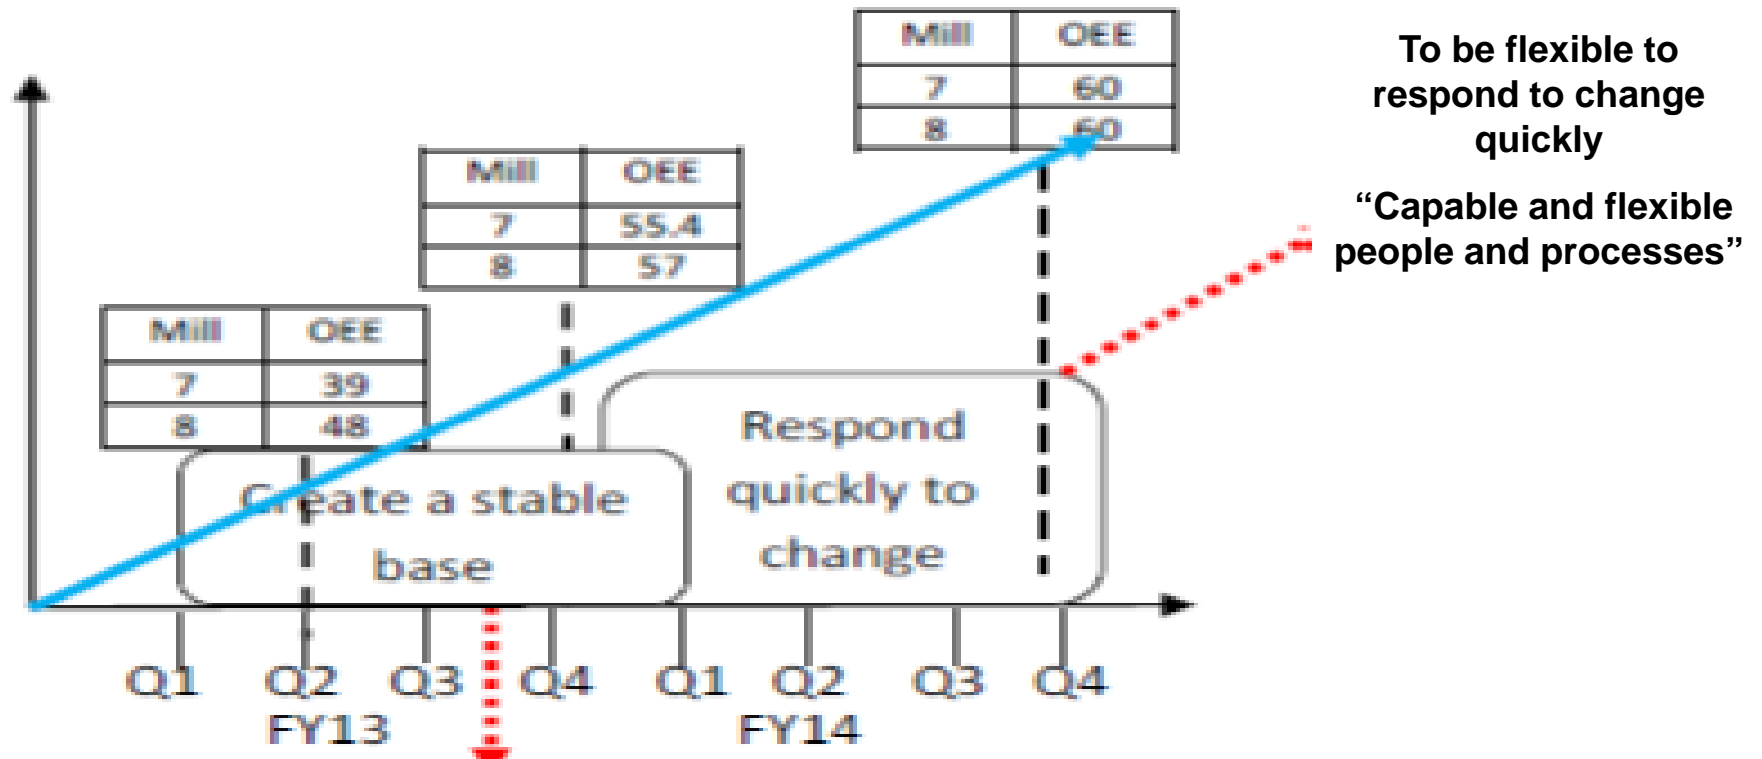 Mill OEE
7 60
8 60
To be flexible to
respond to change
quickly
“Capable and flexible
people and processes”
Mill OEE
7 55.4
8 57
Mill OEE
7 39
8 48
Create a stable
base
Respond
quickly to
change
Q1 Q2 Q3 Q4 Q1 Q2 Q3 Q4
FY13 FY14